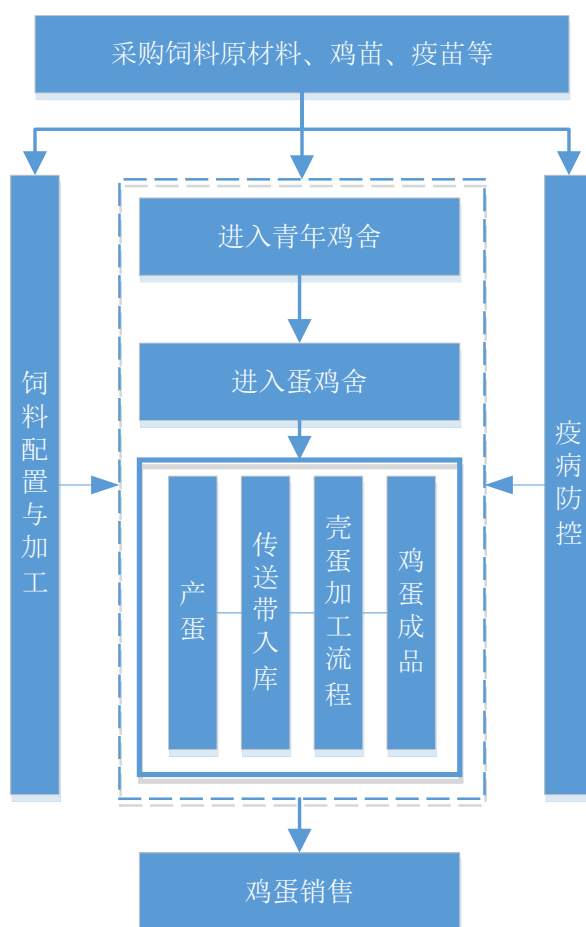 采购饲料原材料、鸡苗、疫苗等
进入青年鸡舍
进入蛋鸡舍
饲料配置与加工
产蛋
传送带入库
壳蛋加工流程
鸡蛋成品
疫病防控
鸡蛋销售